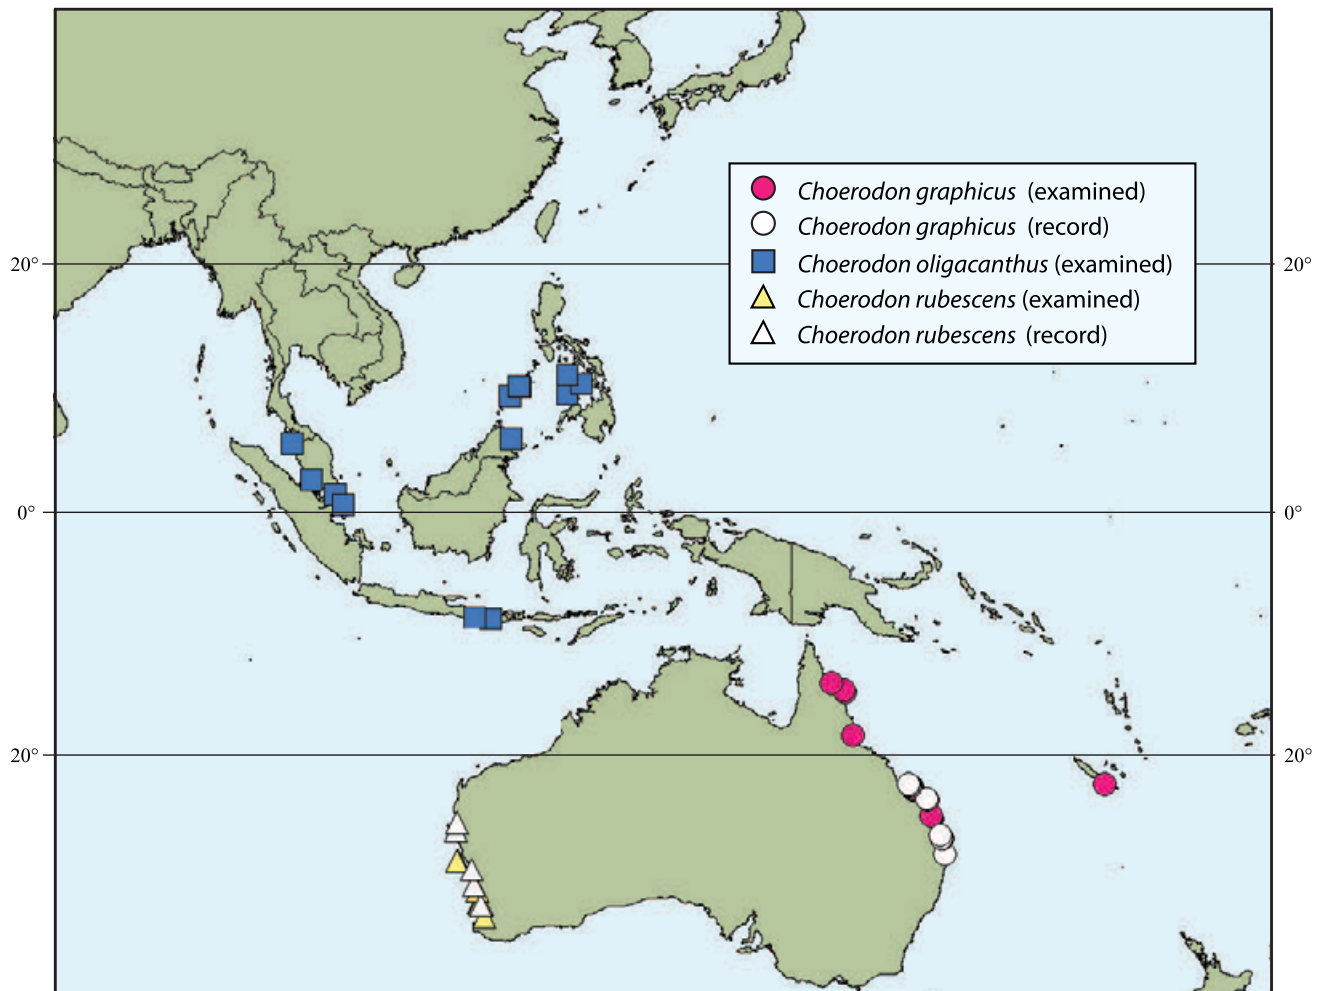 Choerodon graphicus (examined)
Choerodon graphicus (record)
Choerodon oligacanthus (examined)
Choerodon rubescens (examined)
Choerodon rubescens (record)
20° 20°
0° 0°
20° 20°